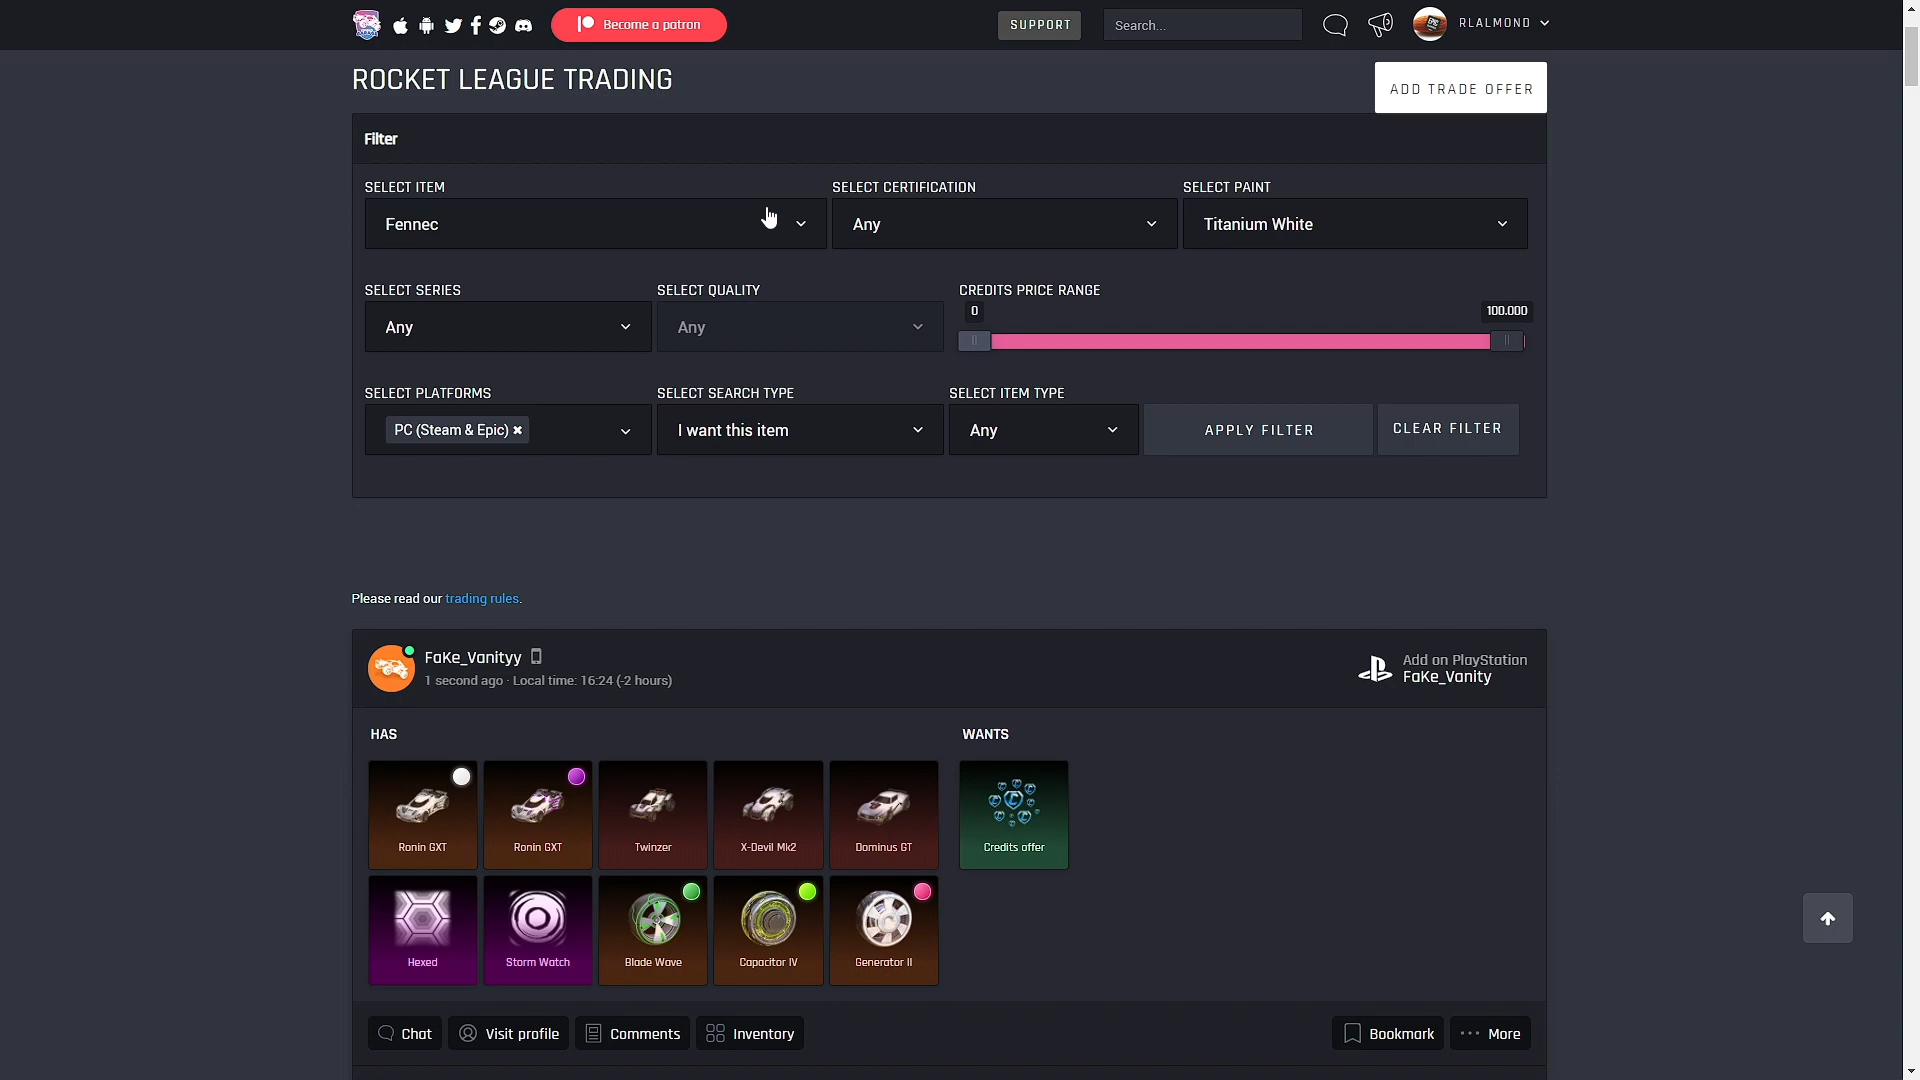 Become a patron
SUPPORT
Search...
RLALMOND
ROCKET LEAGUE TRADING
ADD TRADE OFFER
Filter
SELECT ITEM
SELECT CERTIFICATION
SELECT PAINT
Fennec
Any
Titanium White
SELECT SERIES
SELECT QUALITY
CREDITS PRICE RANGE
0
100.000
Any
Any
SELECT PLATFORMS
SELECT SEARCH TYPE
SELECT ITEM TYPE
PC (Steam & Epic) ×
I want this item
Any
APPLY FILTER
CLEAR FILTER
Please read our trading rules.
FaKe_Vanityy
1 second ago · Local time: 16:24 (-2 hours)
Add on PlayStation
FaKe_Vanity
HAS
WANTS
Ronin GXT
Ronin GXT
Twinzer
X-Devil Mk2
Dominus GT
Credits offer
Hexed
Storm Watch
Blade Wave
Capacitor IV
Generator II
Chat
Visit profile
Comments
Inventory
Bookmark
More